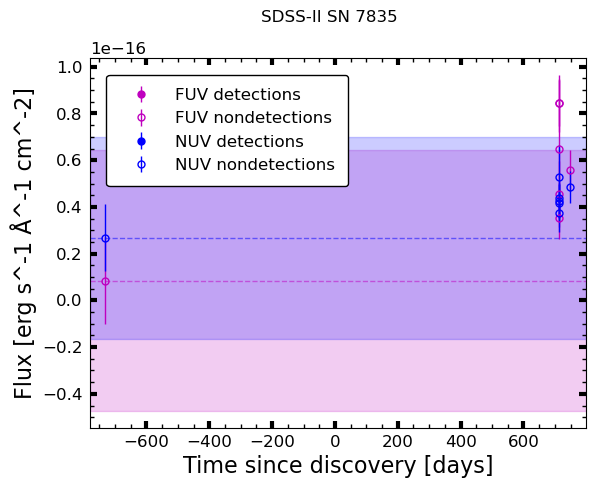 SDSS-II SN 7835
1e−16
FUV detections
FUV nondetections
NUV detections
NUV nondetections
1.0
0.8
0.6
0.4
0.2
0.0
−0.2
−0.4
Flux [erg s^-1 Å^-1 cm^-2]
−600 −400 −200 0 200 400 600
Time since discovery [days]